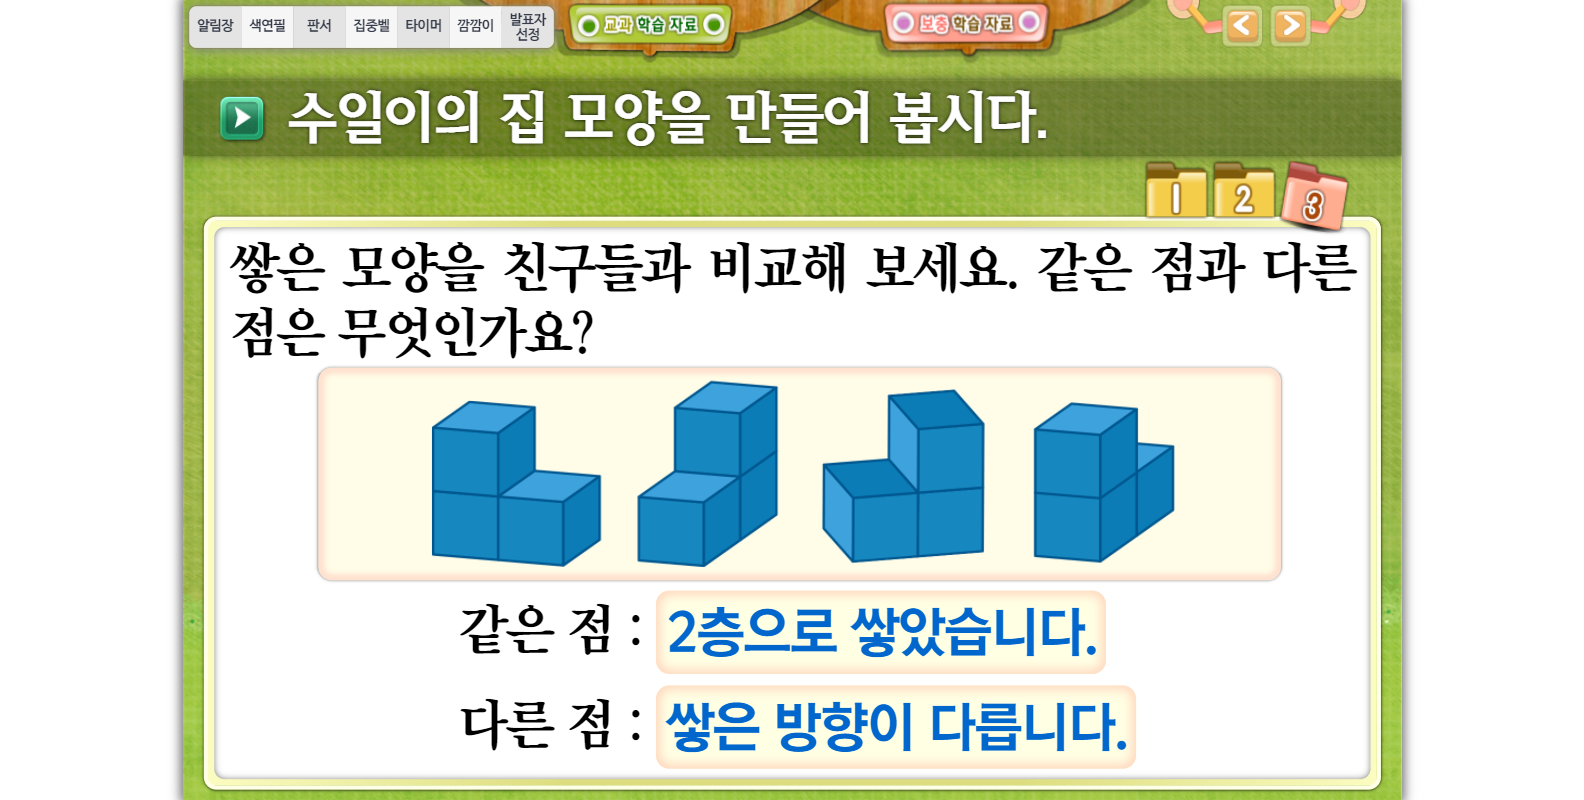 알림장 색연필 판서 집중벨 타이머 깜깜이 발표자 선정
교과 학습 자료
보충 학습 자료
수일이의 집 모양을 만들어 봅시다.
1 2 3
쌓은 모양을 친구들과 비교해 보세요. 같은 점과 다른
점은 무엇인가요?
같은 점 : 2층으로 쌓았습니다.
다른 점 : 쌓은 방향이 다릅니다.